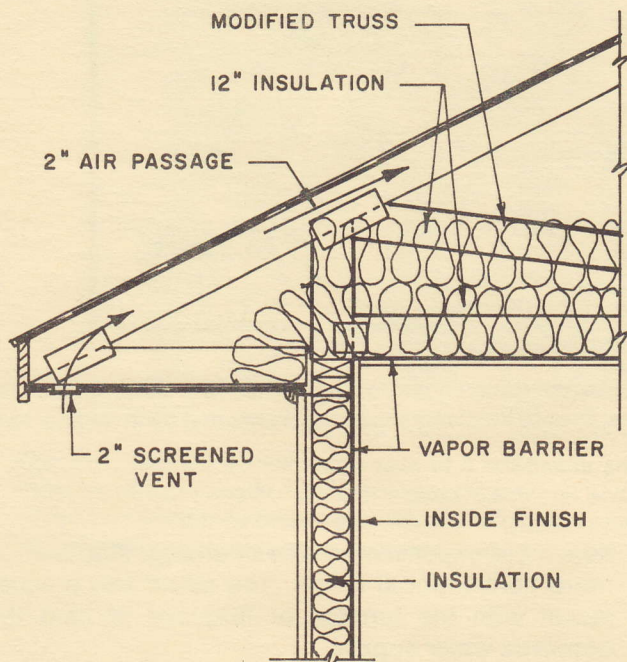 MODIFIED TRUSS
12" INSULATION
2" AIR PASSAGE
2" SCREENED
VENT
VAPOR BARRIER
INSIDE FINISH
INSULATION